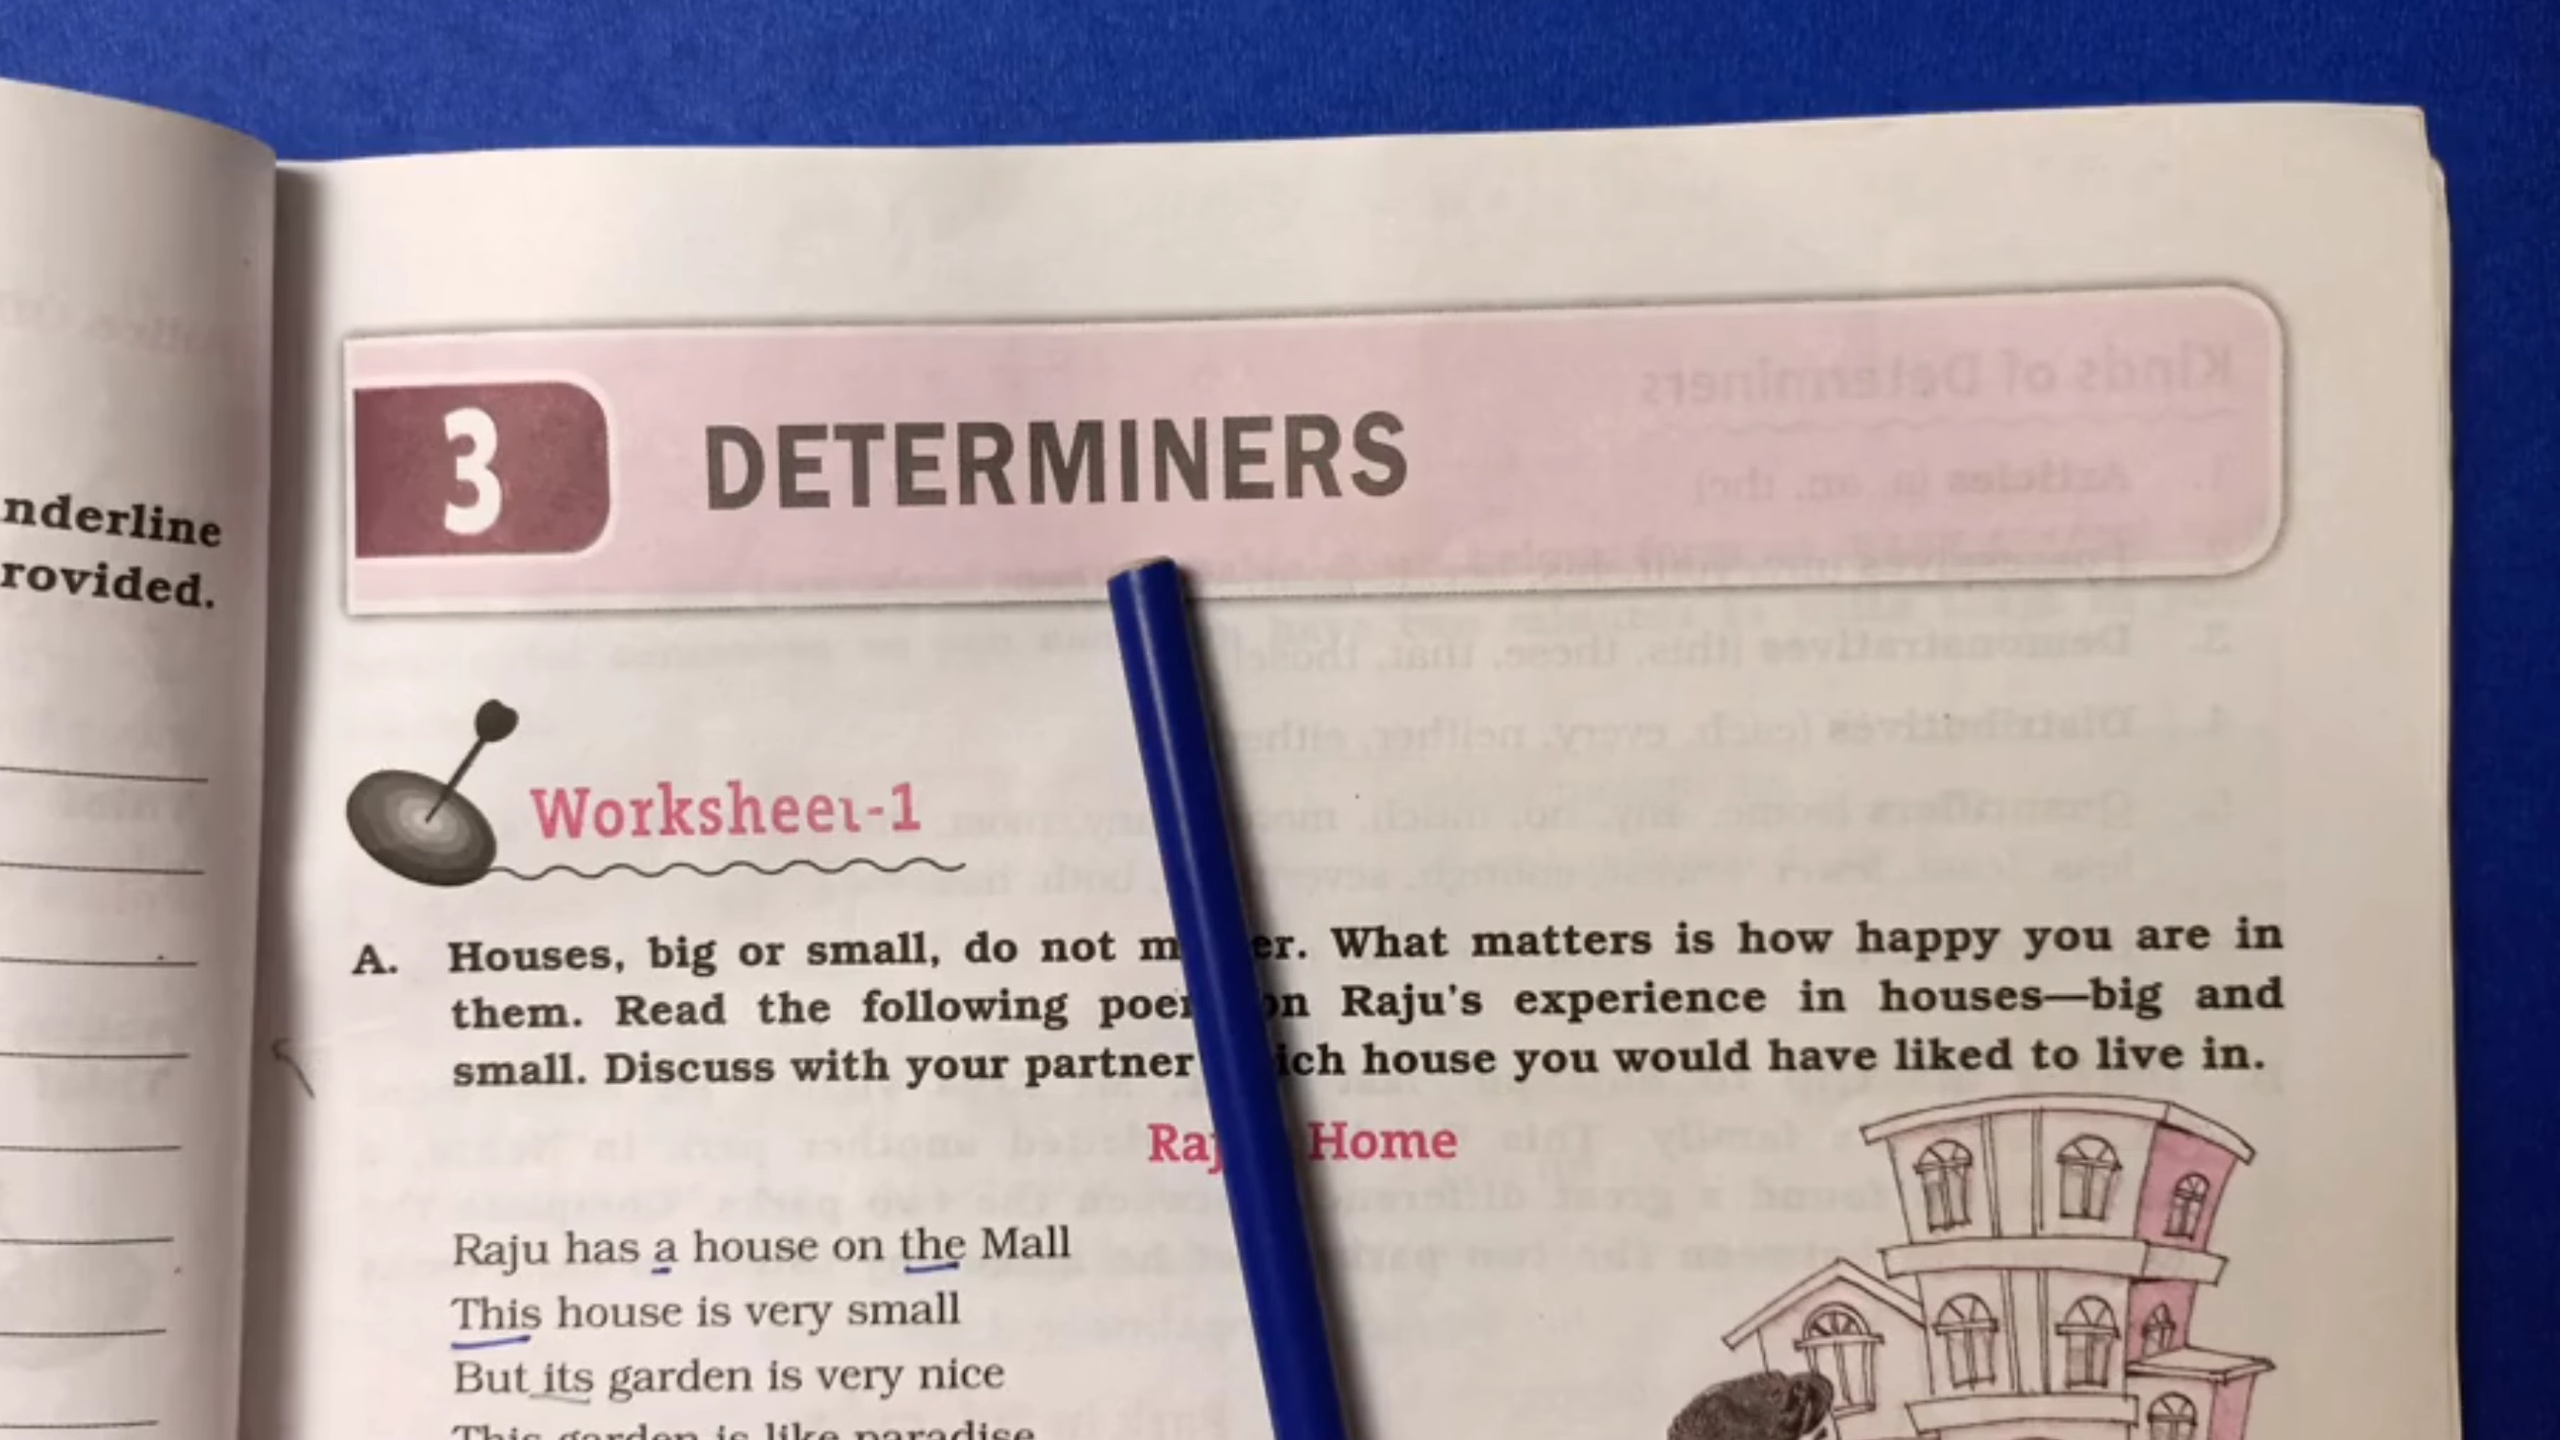 nderline
rovided.
3 DETERMINERS
Worksheet-1
A. Houses, big or small, do not m er. What matters is how happy you are in
them. Read the following poe on Raju's experience in houses—big and
small. Discuss with your partner ich house you would have liked to live in.
Raj Home
Raju has a house on the Mall
This house is very small
But its garden is very nice
This garden is like paradise